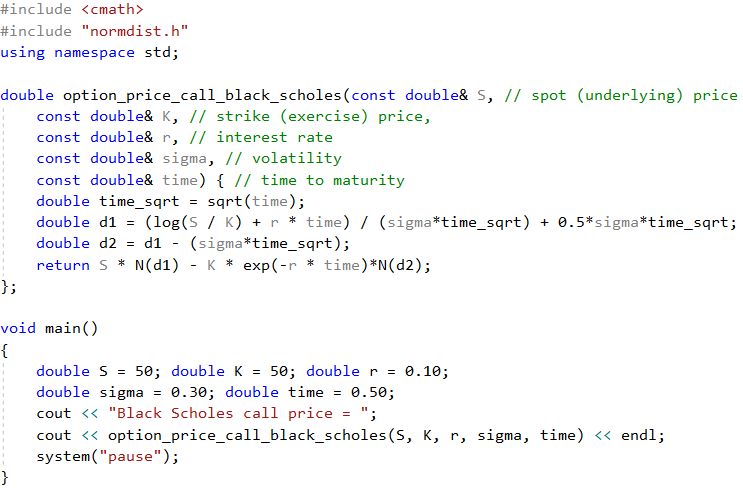 #include <cmath>
#include "normdist.h"
using namespace std;
double option_price_call_black_scholes(const double& S, // spot (underlying) price
const double& K, // strike (exercise) price,
const double& r, // interest rate
const double& sigma, // volatility
const double& time) { // time to maturity
double time_sqrt = sqrt(time);
double d1 = (log(S / K) + r * time) / (sigma*time_sqrt) + 0.5*sigma*time_sqrt;
double d2 = d1 - (sigma*time_sqrt);
return S * N(d1) - K * exp(-r * time)*N(d2);
};
void main()
{
double S = 50; double K = 50; double r = 0.10;
double sigma = 0.30; double time = 0.50;
cout << "Black Scholes call price = ";
cout << option_price_call_black_scholes(S, K, r, sigma, time) << endl;
system("pause");
}